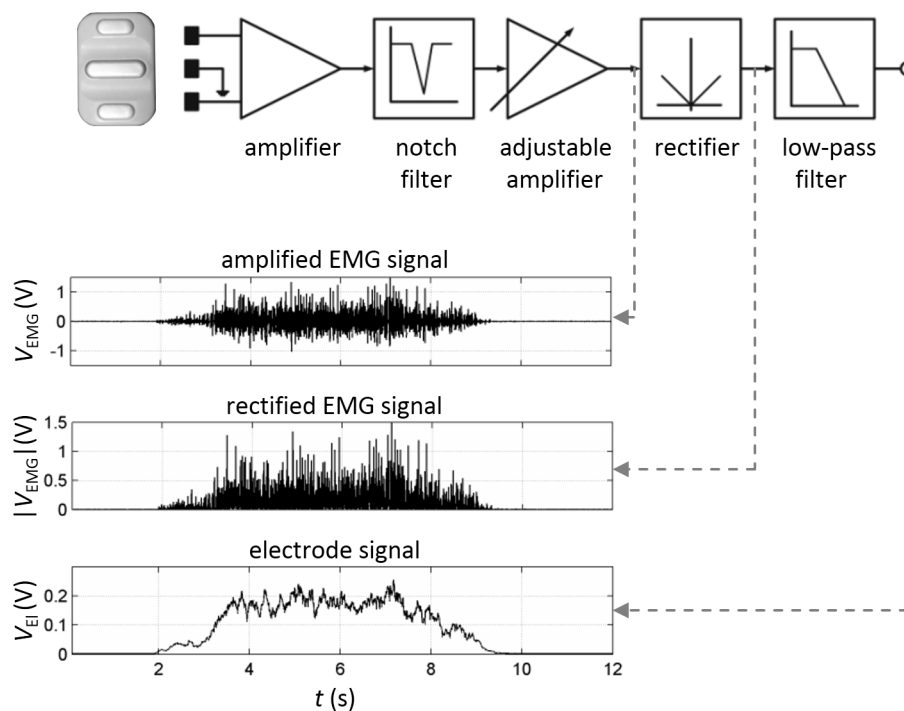 amplifier
notch
filter
adjustable
amplifier
rectifier
low-pass
filter
amplified EMG signal
V_EMG (V)
1
0
-1
rectified EMG signal
|V_EMG| (V)
1.5
1
0.5
0
electrode signal
V_El (V)
0.2
0.1
0
0 2 4 6 8 10 12
t (s)